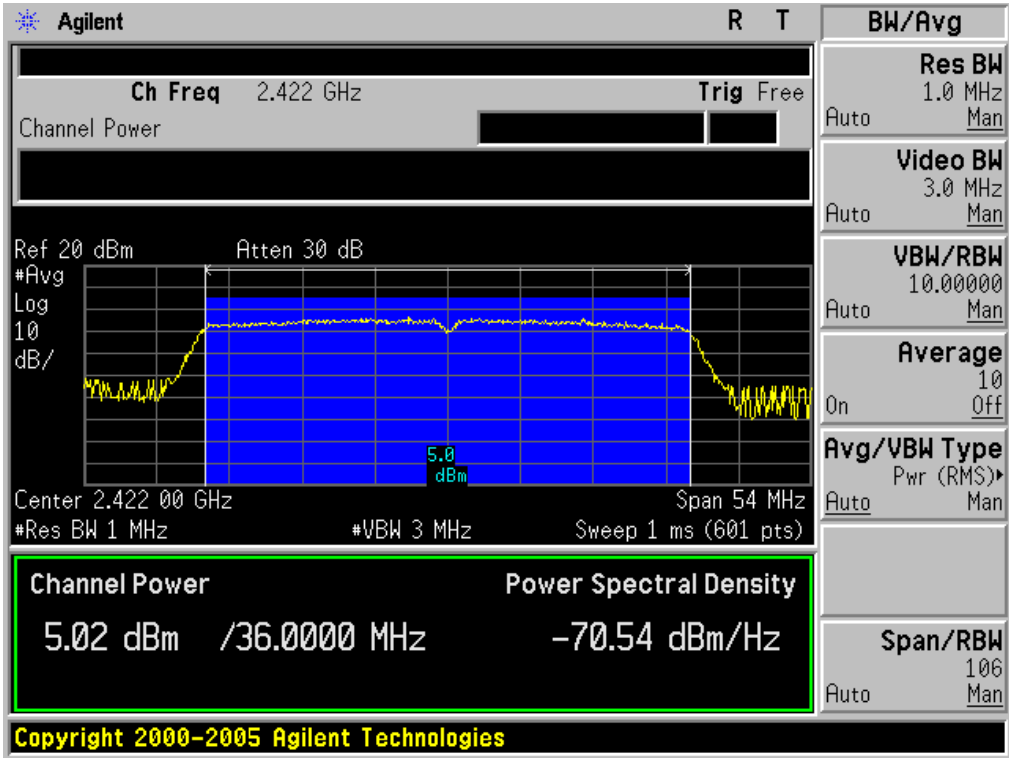 Agilent R T
Ch Freq 2.422 GHz Trig Free
Channel Power
Ref 20 dBm Atten 30 dB
#Avg
Log
10
dB/
5.0
dBm
Center 2.422 00 GHz Span 54 MHz
#Res BW 1 MHz #VBW 3 MHz Sweep 1 ms (601 pts)
Channel Power Power Spectral Density
5.02 dBm /36.0000 MHz -70.54 dBm/Hz
Copyright 2000-2005 Agilent Technologies
BW/Avg
Res BW
1.0 MHz
Auto Man
Video BW
3.0 MHz
Auto Man
VBW/RBW
10.00000
Auto Man
Average
10
On Off
Avg/VBW Type
Pwr (RMS)▸
Auto Man
Span/RBW
106
Auto Man